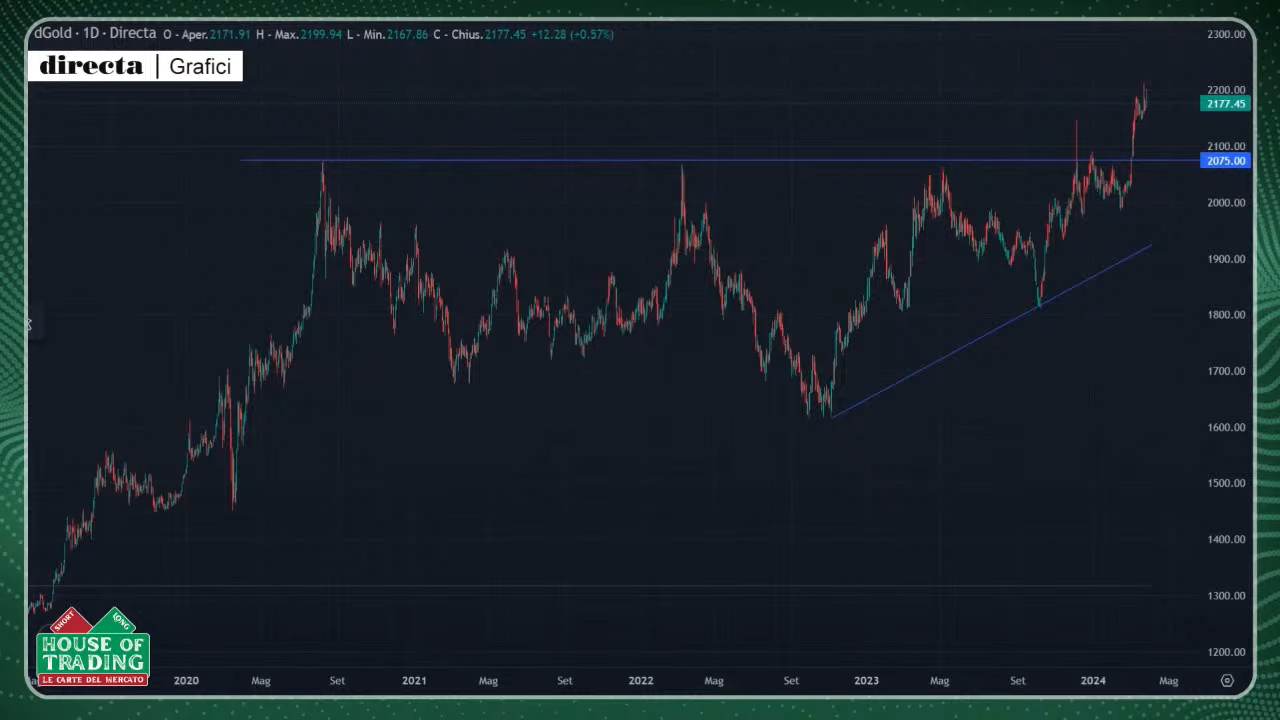 dGold · 1D · Directa O - Aper.2171.91 H - Max.2199.94 L - Min.2167.86 C - Chius.2177.45 +12.28 (+0.57%)
directa | Grafici
2300.00
2200.00
2177.45
2100.00
2075.00
2000.00
1900.00
1800.00
1700.00
1600.00
1500.00
1400.00
1300.00
1200.00
SHORT LONG
HOUSE OF
TRADING
LE CARTE DEL MERCATO
2020 Mag Set 2021 Mag Set 2022 Mag Set 2023 Mag Set 2024 Mag